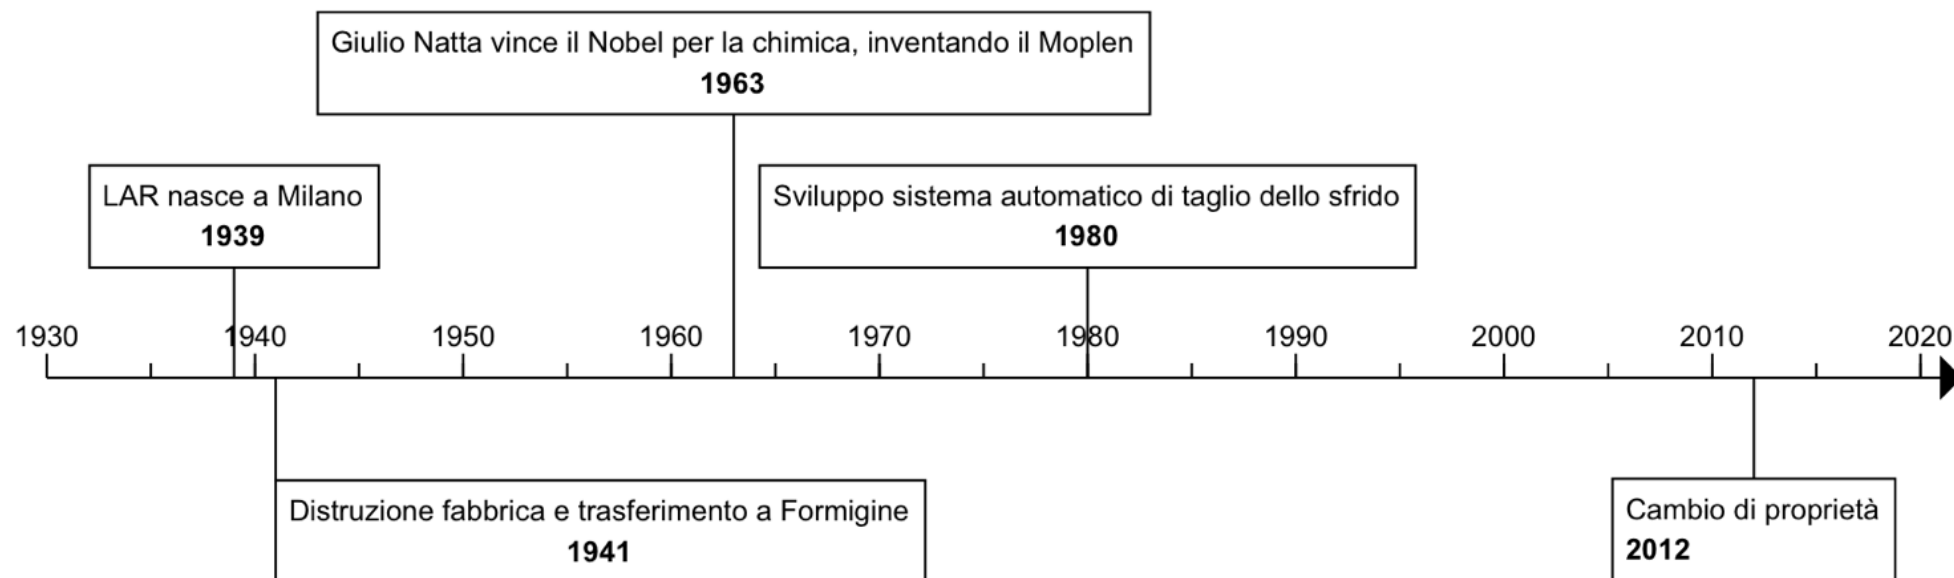 Giulio Natta vince il Nobel per la chimica, inventando il Moplen
1963
LAR nasce a Milano
1939
Sviluppo sistema automatico di taglio dello sfrido
1980
1930 1940 1950 1960 1970 1980 1990 2000 2010 2020
Distruzione fabbrica e trasferimento a Formigine
1941
Cambio di proprietà
2012